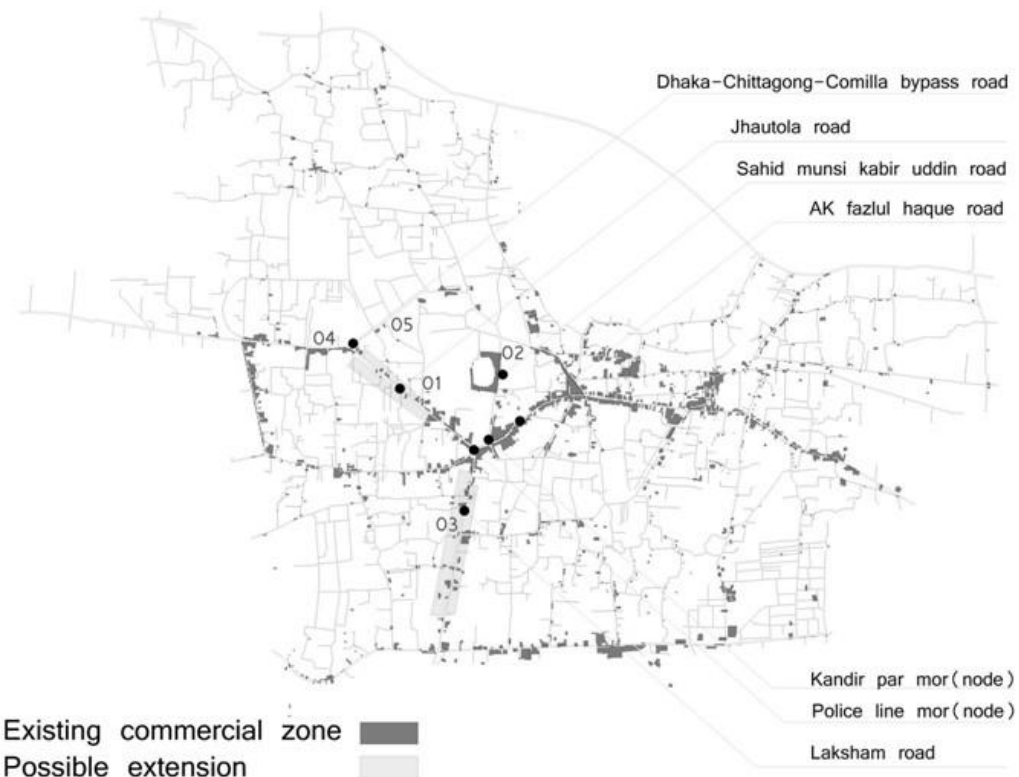 Dhaka-Chittagong-Comilla bypass road
Jhautola road
Sahid munsi kabir uddin road
AK fazlul haque road
05
04
02
01
03
Kandir par mor(node)
Police line mor(node)
Laksham road
Existing commercial zone
Possible extension